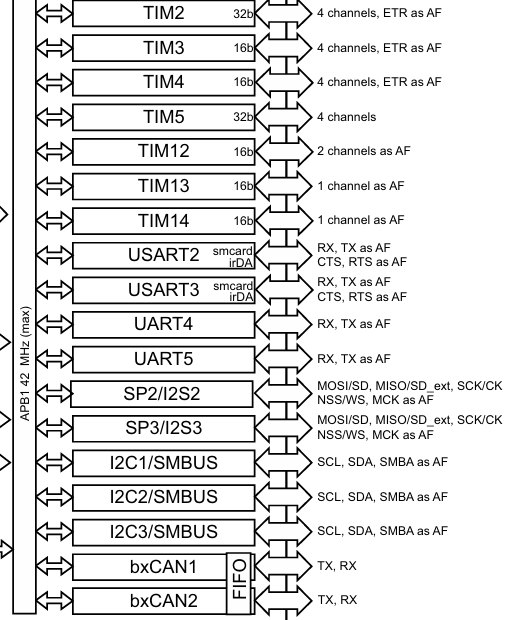 TIM2 32b 4 channels, ETR as AF
TIM3 16b 4 channels, ETR as AF
TIM4 16b 4 channels, ETR as AF
TIM5 32b 4 channels
TIM12 16b 2 channels as AF
TIM13 16b 1 channel as AF
TIM14 16b 1 channel as AF
USART2 smcard irDA RX, TX as AF
CTS, RTS as AF
USART3 smcard irDA RX, TX as AF
CTS, RTS as AF
UART4 RX, TX as AF
UART5 RX, TX as AF
SP2/I2S2 MOSI/SD, MISO/SD_ext, SCK/CK
NSS/WS, MCK as AF
SP3/I2S3 MOSI/SD, MISO/SD_ext, SCK/CK
NSS/WS, MCK as AF
I2C1/SMBUS SCL, SDA, SMBA as AF
I2C2/SMBUS SCL, SDA, SMBA as AF
I2C3/SMBUS SCL, SDA, SMBA as AF
bxCAN1 TX, RX
bxCAN2 TX, RX
FIFO
APB1 42 MHz (max)